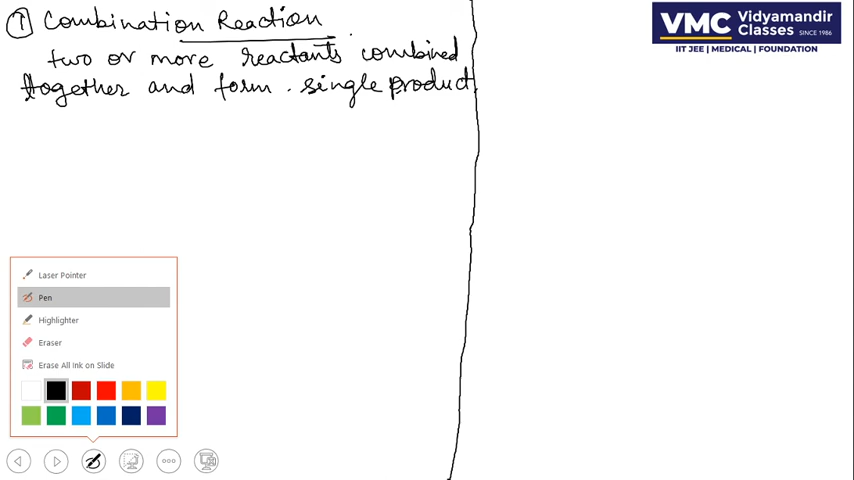 ① Combination Reaction
two or more reactants combined
together and form single product
VMC Vidyamandir
Classes SINCE 1986
IIT JEE | MEDICAL | FOUNDATION
Laser Pointer
Pen
Highlighter
Eraser
Erase All Ink on Slide